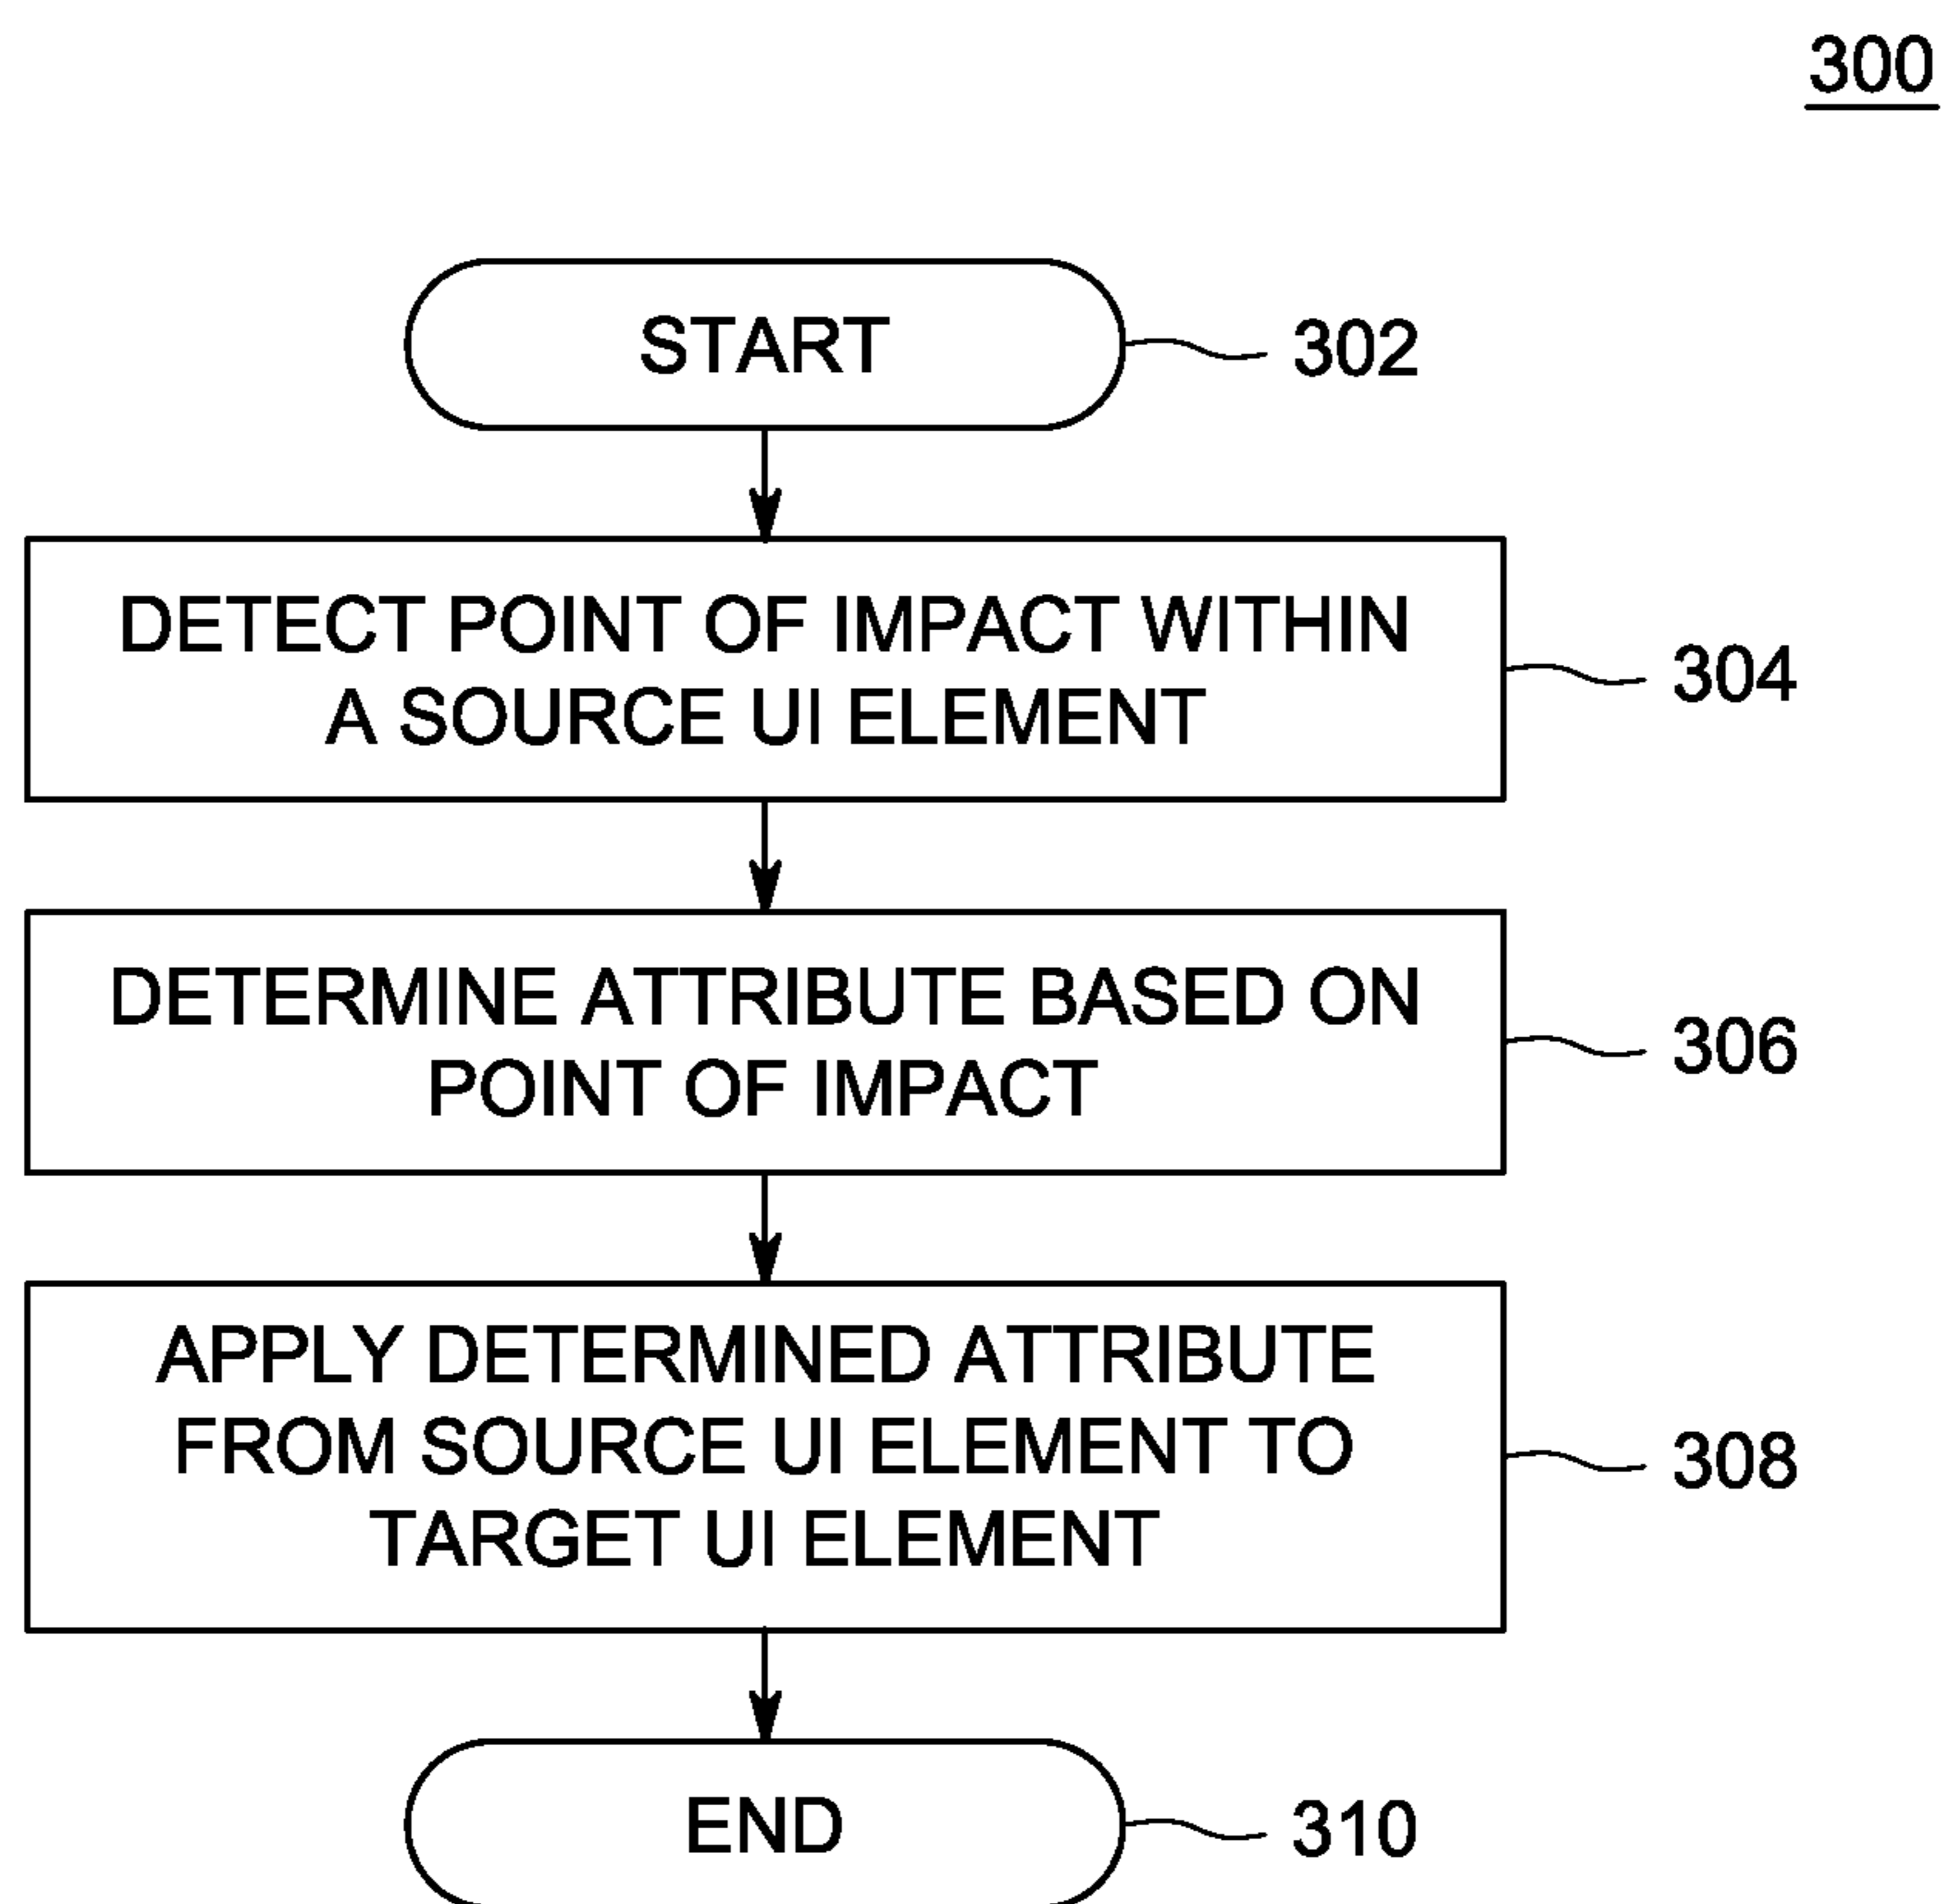 300
START
302
DETECT POINT OF IMPACT WITHIN
A SOURCE UI ELEMENT
304
DETERMINE ATTRIBUTE BASED ON
POINT OF IMPACT
306
APPLY DETERMINED ATTRIBUTE
FROM SOURCE UI ELEMENT TO
TARGET UI ELEMENT
308
END
310